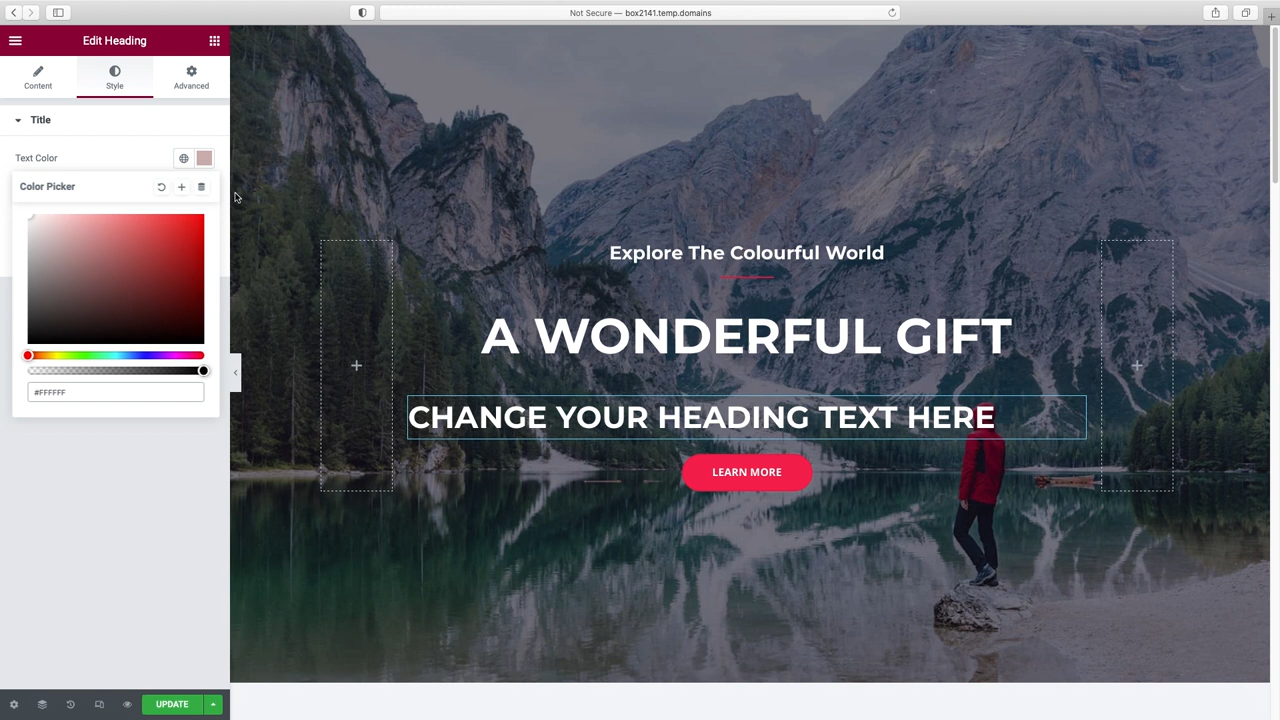 Not Secure — box2141.temp.domains
Edit Heading
Content
Style
Advanced
Title
Text Color
Color Picker
#FFFFFF
UPDATE
Explore The Colourful World
A WONDERFUL GIFT
CHANGE YOUR HEADING TEXT HERE
LEARN MORE